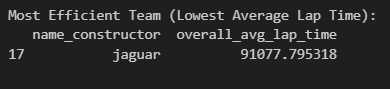 Most Efficient Team (Lowest Average Lap Time):
name_constructor overall_avg_lap_time
17 jaguar 91077.795318